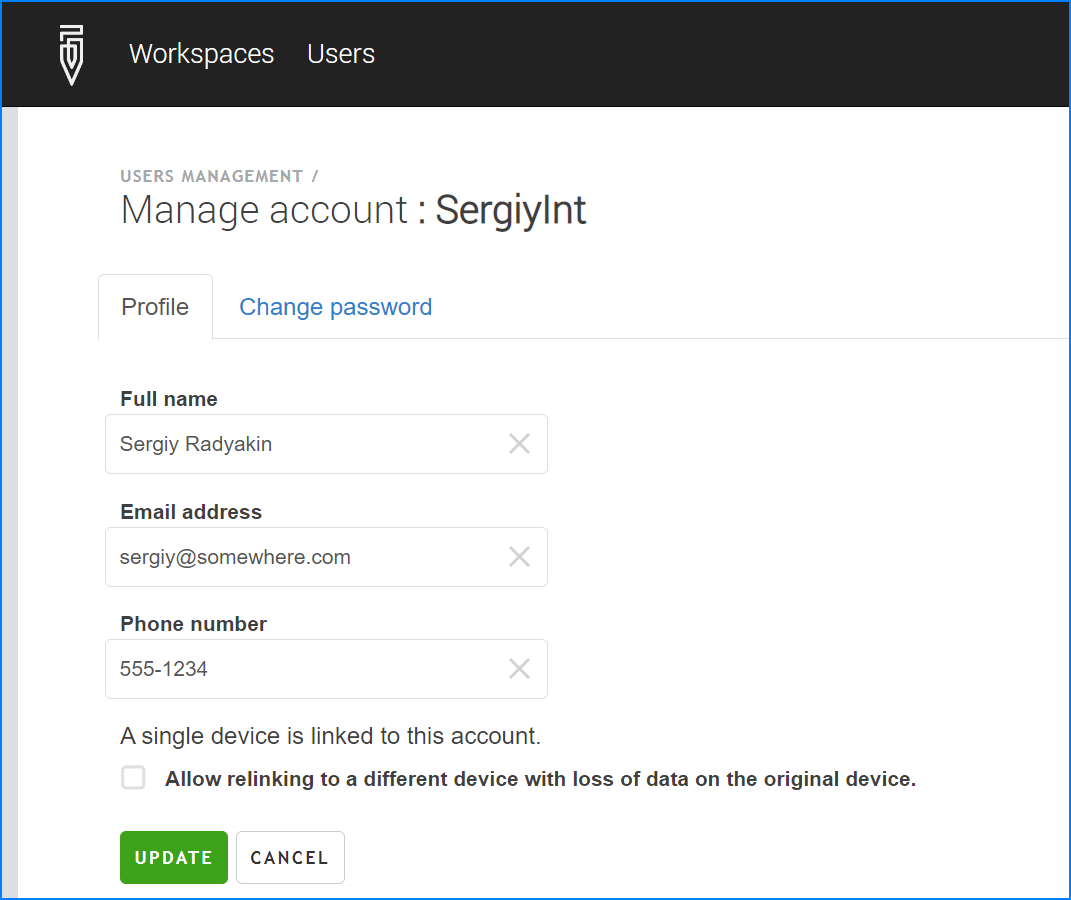 Workspaces Users
USERS MANAGEMENT /
Manage account : SergiyInt
Profile Change password
Full name
Sergiy Radyakin
Email address
sergiy@somewhere.com
Phone number
555-1234
A single device is linked to this account.
Allow relinking to a different device with loss of data on the original device.
UPDATE CANCEL